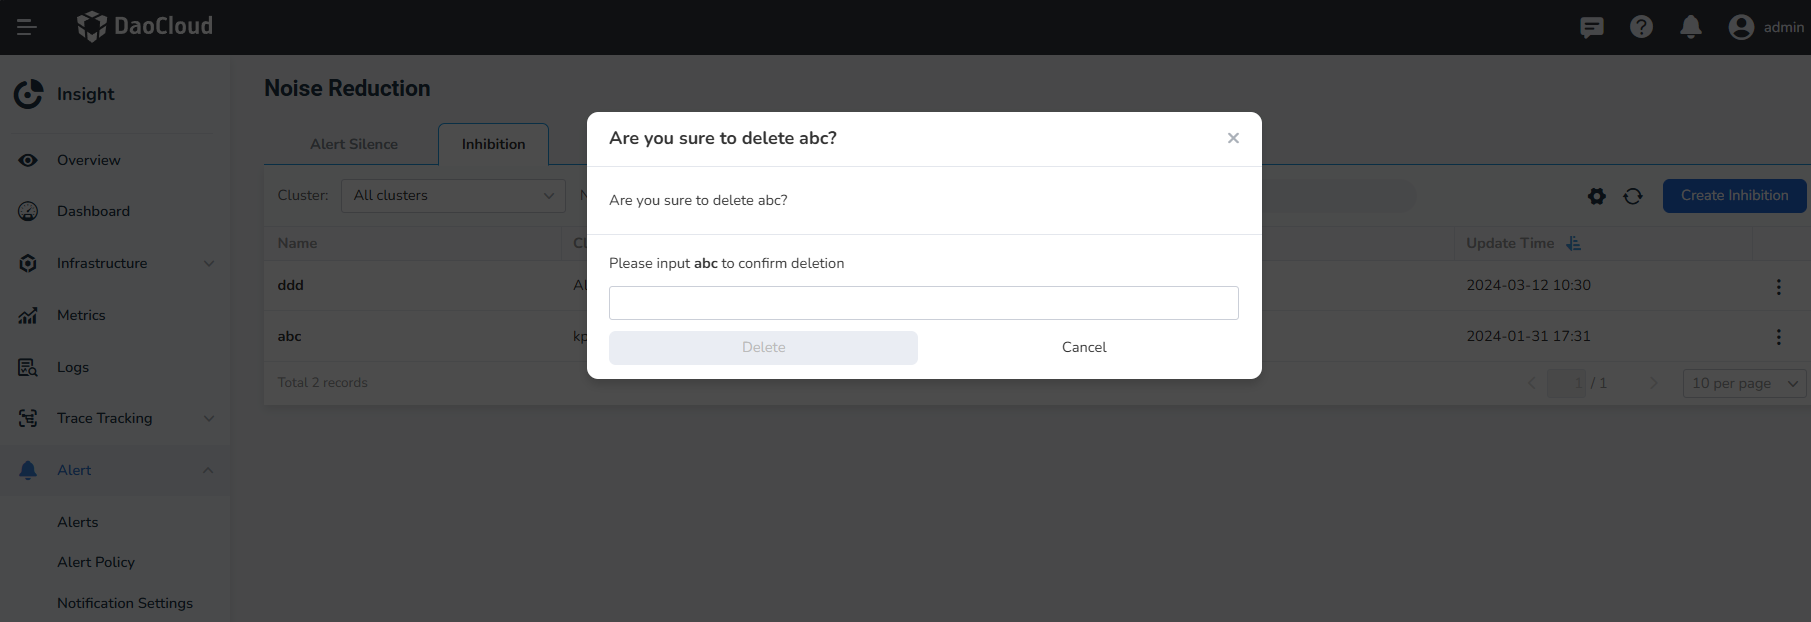 DaoCloud
admin
Insight
Overview
Dashboard
Infrastructure
Metrics
Logs
Trace Tracking
Alert
Alerts
Alert Policy
Notification Settings
Noise Reduction
Alert Silence
Inhibition
Cluster: All clusters
Create Inhibition
Name
Update Time
ddd
2024-03-12 10:30
abc
2024-01-31 17:31
Total 2 records
1 / 1
10 per page
Are you sure to delete abc?
Are you sure to delete abc?
Please input abc to confirm deletion
Delete
Cancel